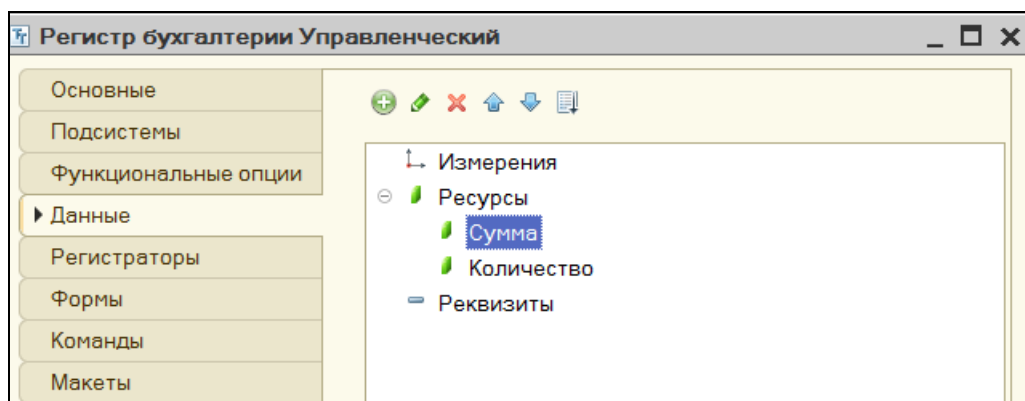 Регистр бухгалтерии Управленческий
Основные
Подсистемы
Функциональные опции
Данные
Регистраторы
Формы
Команды
Макеты
Измерения
Ресурсы
Сумма
Количество
Реквизиты